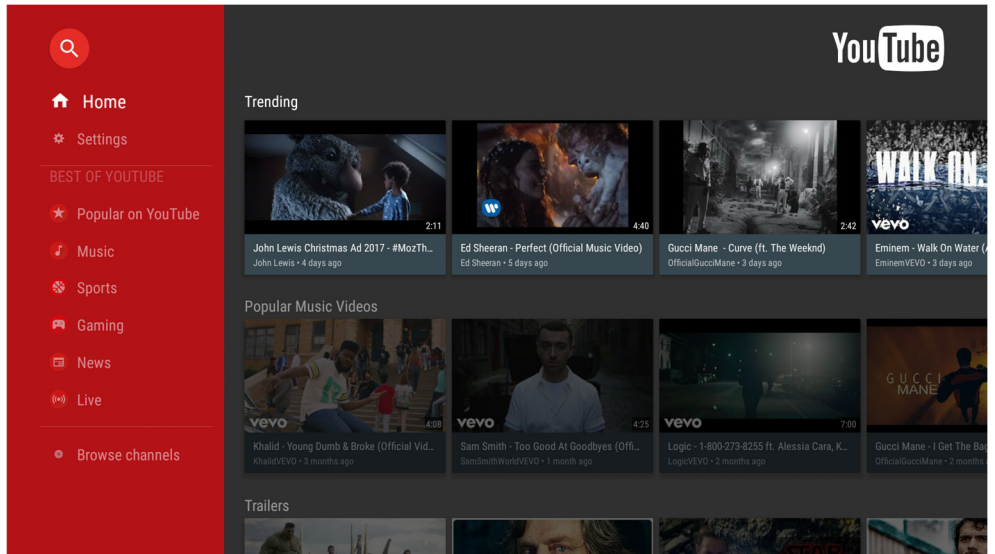 YouTube
Home
Settings
BEST OF YOUTUBE
Popular on YouTube
Music
Sports
Gaming
News
Live
Browse channels
Trending
2:11
4:40
2:42
WALK ON.
vevo
John Lewis Christmas Ad 2017 - #MozTh...
John Lewis • 4 days ago
Ed Sheeran - Perfect (Official Music Video)
Ed Sheeran • 5 days ago
Gucci Mane - Curve (ft. The Weeknd)
OfficialGucciMane • 3 days ago
Eminem - Walk On Water (
EminemVEVO • 3 days ago
Popular Music Videos
vevo
4:08
vevo
4:25
vevo
7:00
GUCCI
MANE
Khalid - Young Dumb & Broke (Official Vid...
KhalidVEVO • 3 months ago
Sam Smith - Too Good At Goodbyes (Offi...
SamSmithWorldVEVO • 1 month ago
Logic - 1-800-273-8255 ft. Alessia Cara, K...
LogicVEVO • 2 months ago
Gucci Mane - I Get The Bag
OfficialGucciMane • 2 months
Trailers